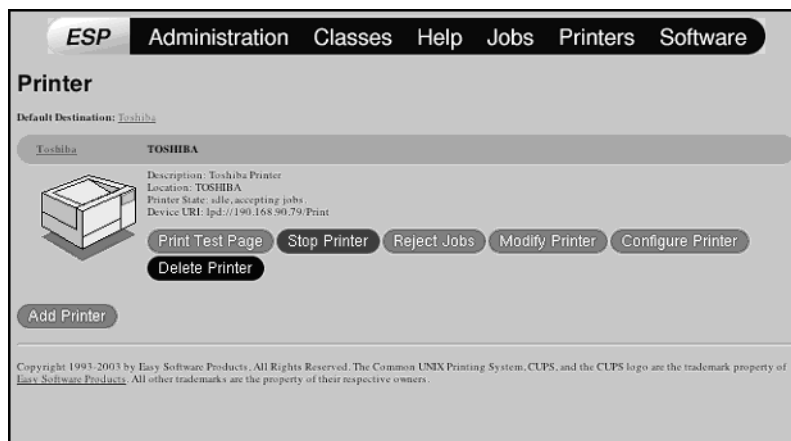 ESP Administration Classes Help Jobs Printers Software
Printer
Default Destination: Toshiba
Toshiba TOSHIBA
Description: Toshiba Printer
Location: TOSHIBA
Printer State: idle, accepting jobs.
Device URI: lpd://190.168.90.79/Print
Print Test Page Stop Printer Reject Jobs Modify Printer Configure Printer
Delete Printer
Add Printer
Copyright 1993-2003 by Easy Software Products, All Rights Reserved. The Common UNIX Printing System, CUPS, and the CUPS logo are the trademark property of
Easy Software Products. All other trademarks are the property of their respective owners.